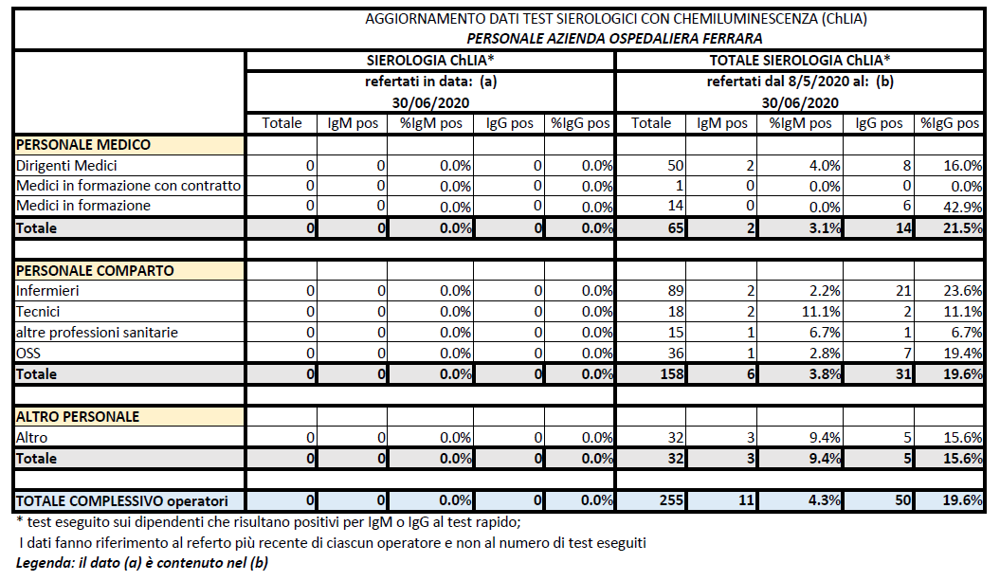 AGGIORNAMENTO DATI TEST SIEROLOGICI CON CHEMILUMINESCENZA (ChLIA)
PERSONALE AZIENDA OSPEDALIERA FERRARA
SIEROLOGIA ChLIA* TOTALE SIEROLOGIA ChLIA*
refertati in data: (a) refertati dal 8/5/2020 al: (b)
30/06/2020 30/06/2020
Totale IgM pos %IgM pos IgG pos %IgG pos Totale IgM pos %IgM pos IgG pos %IgG pos
PERSONALE MEDICO
Dirigenti Medici 0 0 0.0% 0 0.0% 50 2 4.0% 8 16.0%
Medici in formazione con contratto 0 0 0.0% 0 0.0% 1 0 0.0% 0 0.0%
Medici in formazione 0 0 0.0% 0 0.0% 14 0 0.0% 6 42.9%
Totale 0 0 0.0% 0 0.0% 65 2 3.1% 14 21.5%
PERSONALE COMPARTO
Infermieri 0 0 0.0% 0 0.0% 89 2 2.2% 21 23.6%
Tecnici 0 0 0.0% 0 0.0% 18 2 11.1% 2 11.1%
altre professioni sanitarie 0 0 0.0% 0 0.0% 15 1 6.7% 1 6.7%
OSS 0 0 0.0% 0 0.0% 36 1 2.8% 7 19.4%
Totale 0 0 0.0% 0 0.0% 158 6 3.8% 31 19.6%
ALTRO PERSONALE
Altro 0 0 0.0% 0 0.0% 32 3 9.4% 5 15.6%
Totale 0 0 0.0% 0 0.0% 32 3 9.4% 5 15.6%
TOTALE COMPLESSIVO operatori 0 0 0.0% 0 0.0% 255 11 4.3% 50 19.6%
* test eseguito sui dipendenti che risultano positivi per IgM o IgG al test rapido;
I dati fanno riferimento al referto più recente di ciascun operatore e non al numero di test eseguiti
Legenda: il dato (a) è contenuto nel (b)